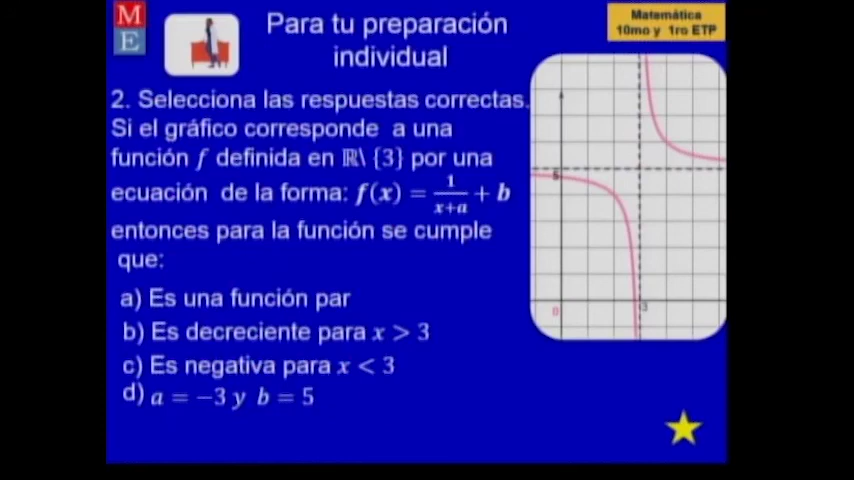 M
E
Para tu preparación
individual
Matemática
10mo y 1ro ETP
2. Selecciona las respuestas correctas.
Si el gráfico corresponde a una
función f definida en ℝ\ {3} por una
ecuación de la forma: f(x) = 1/(x+a) + b
entonces para la función se cumple
que:
a) Es una función par
b) Es decreciente para x > 3
c) Es negativa para x < 3
d) a = −3 y b = 5
5
0
3